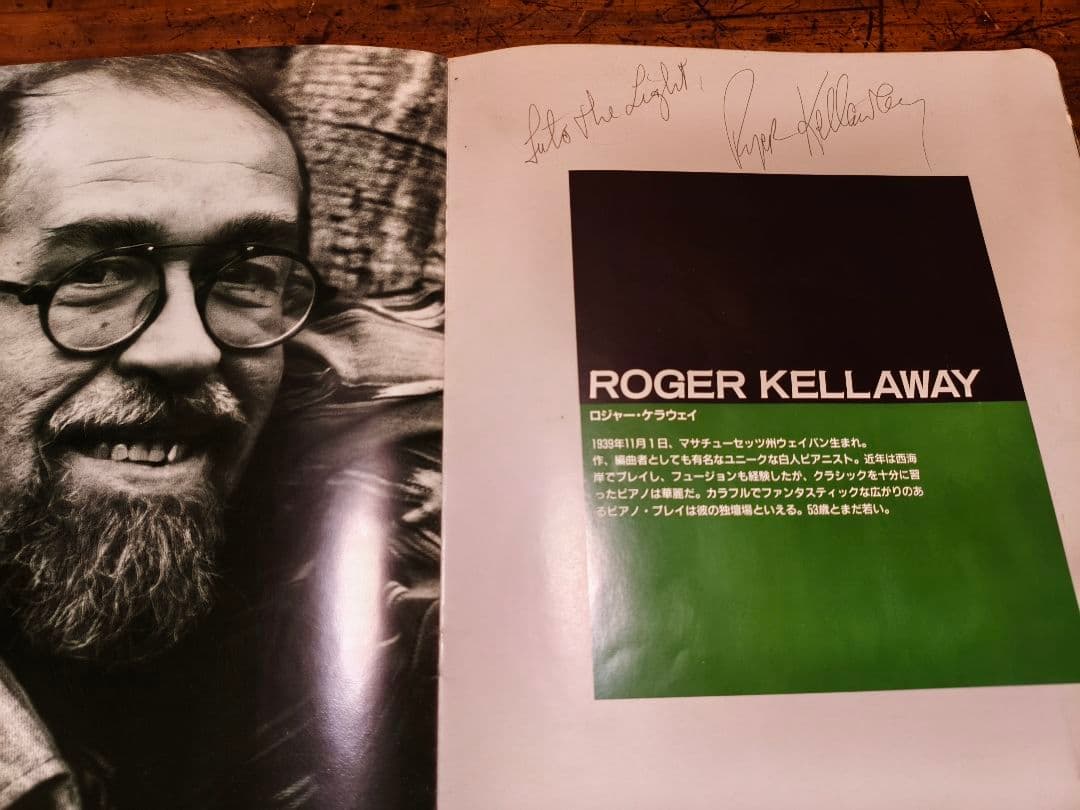 Into the Light,
Roger Kellaway
ROGER KELLAWAY
ロジャー・ケラウェイ
1939年11月1日、マサチューセッツ州ウェイバン生まれ。
作、編曲者としても有名なユニークな白人ピアニスト。近年は西海
岸でプレイし、フュージョンも経験したが、クラシックを十分に習
ったピアノは華麗だ。カラフルでファンタスティックな広がりのあ
るピアノ・プレイは彼の独壇場といえる。53歳とまだ若い。